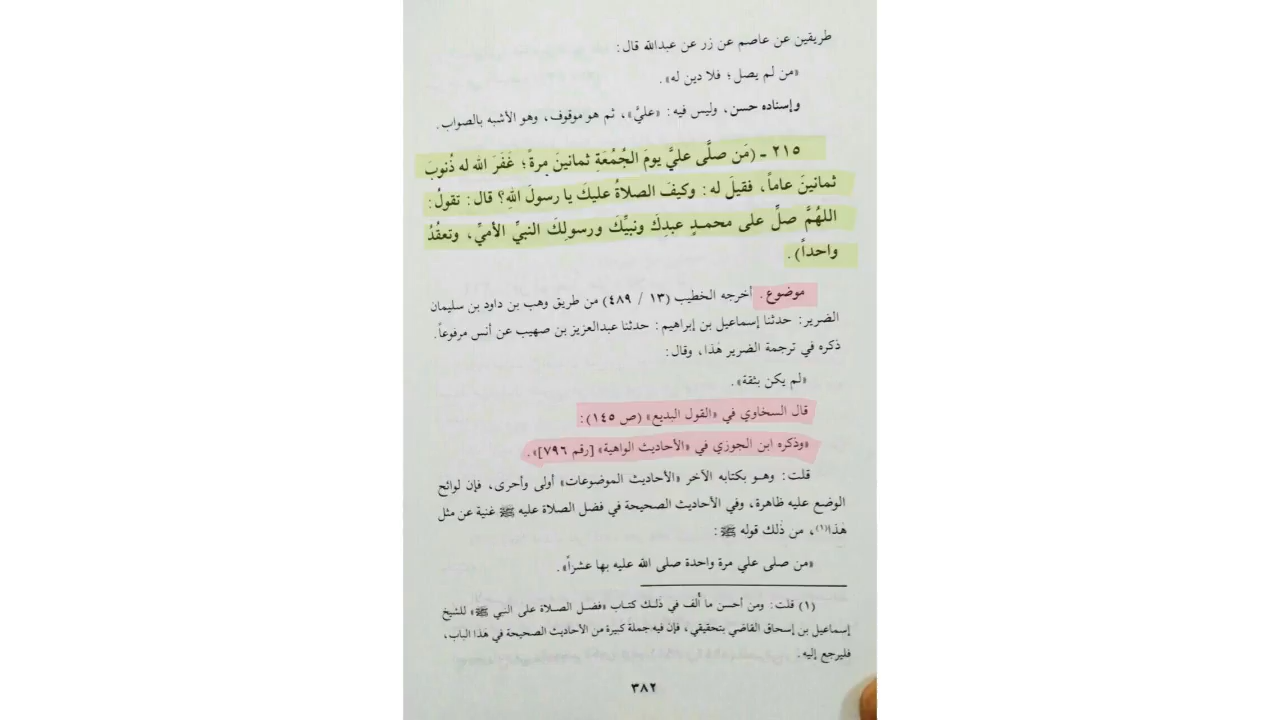 طريقين عن عاصم عن زر عن عبدالله قال:
«من لم يصل؛ فلا دين له».
وإسناده حسن، وليس فيه: «عليّ»، ثم هو موقوف، وهو الأشبه بالصواب.
٢١٥ ـ (مَن صلَّى عليَّ يومَ الجُمُعَةِ ثمانينَ مرةً؛ غَفَرَ الله له ذُنوبَ
ثمانينَ عاماً، فقيلَ له: وكيفَ الصلاةُ عليكَ يا رسولَ اللهِ؟ قال: تقولُ:
اللهُمَّ صلِّ على محمدٍ عبدِكَ ونبيِّكَ ورسولِكَ النبيِّ الأميِّ، وتعقُدُ
واحداً).
موضوع. أخرجه الخطيب (١٣ / ٤٨٩) من طريق وهب بن داود بن سليمان
الضرير: حدثنا إسماعيل بن إبراهيم: حدثنا عبدالعزيز بن صهيب عن أنس مرفوعاً.
ذكره في ترجمة الضرير هٰذا، وقال:
«لم يكن بثقة».
قال السخاوي في «القول البديع» (ص ١٤٥):
«وذكره ابن الجوزي في «الأحاديث الواهية» [رقم ٧٩٦]».
قلت: وهو بكتابه الآخر «الأحاديث الموضوعات» أولى وأحرى، فإن لوائح
الوضع عليه ظاهرة، وفي الأحاديث الصحيحة في فضل الصلاة عليه ﷺ غنية عن مثل
هٰذا(١)، من ذٰلك قوله ﷺ:
«من صلى علي مرة واحدة صلى الله عليه بها عشراً».
(١) قلت: ومن أحسن ما أُلف في ذٰلك كتاب «فضل الصلاة على النبي ﷺ» للشيخ
إسماعيل بن إسحاق القاضي بتحقيقي، فإن فيه جملة كبيرة من الأحاديث الصحيحة في هٰذا الباب،
فليرجع إليه.
٣٨٢